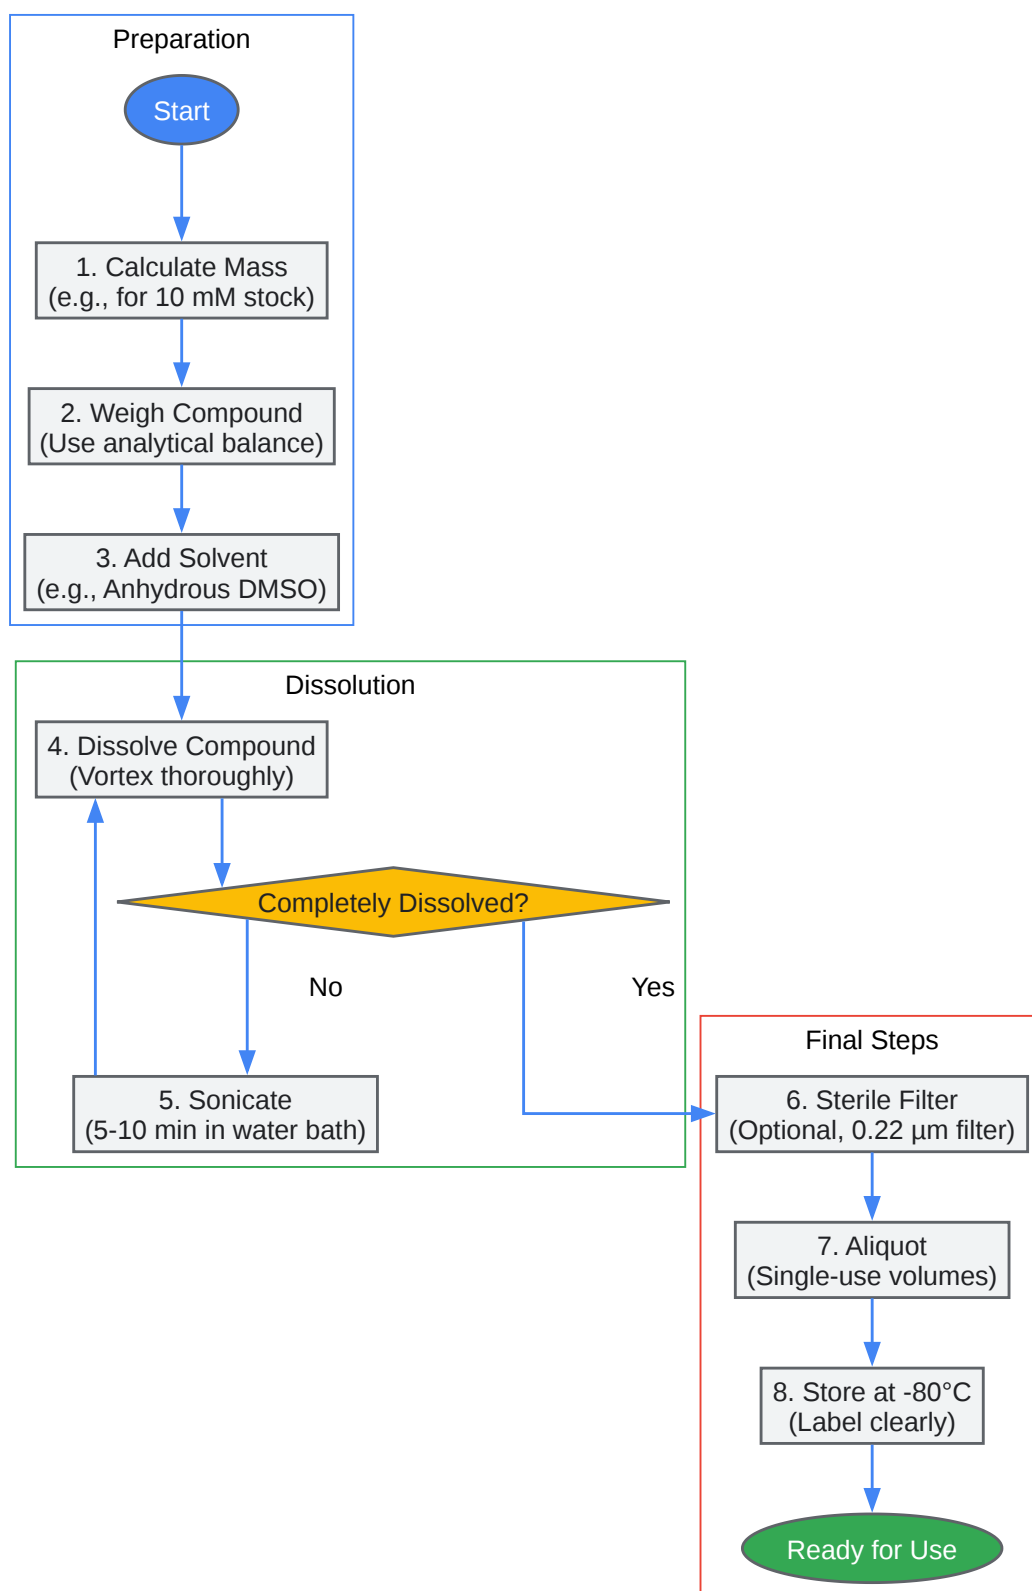 Preparation
Start
1. Calculate Mass
(e.g., for 10 mM stock)
2. Weigh Compound
(Use analytical balance)
3. Add Solvent
(e.g., Anhydrous DMSO)
Dissolution
4. Dissolve Compound
(Vortex thoroughly)
Completely Dissolved?
No
Yes
5. Sonicate
(5-10 min in water bath)
Final Steps
6. Sterile Filter
(Optional, 0.22 µm filter)
7. Aliquot
(Single-use volumes)
8. Store at -80°C
(Label clearly)
Ready for Use